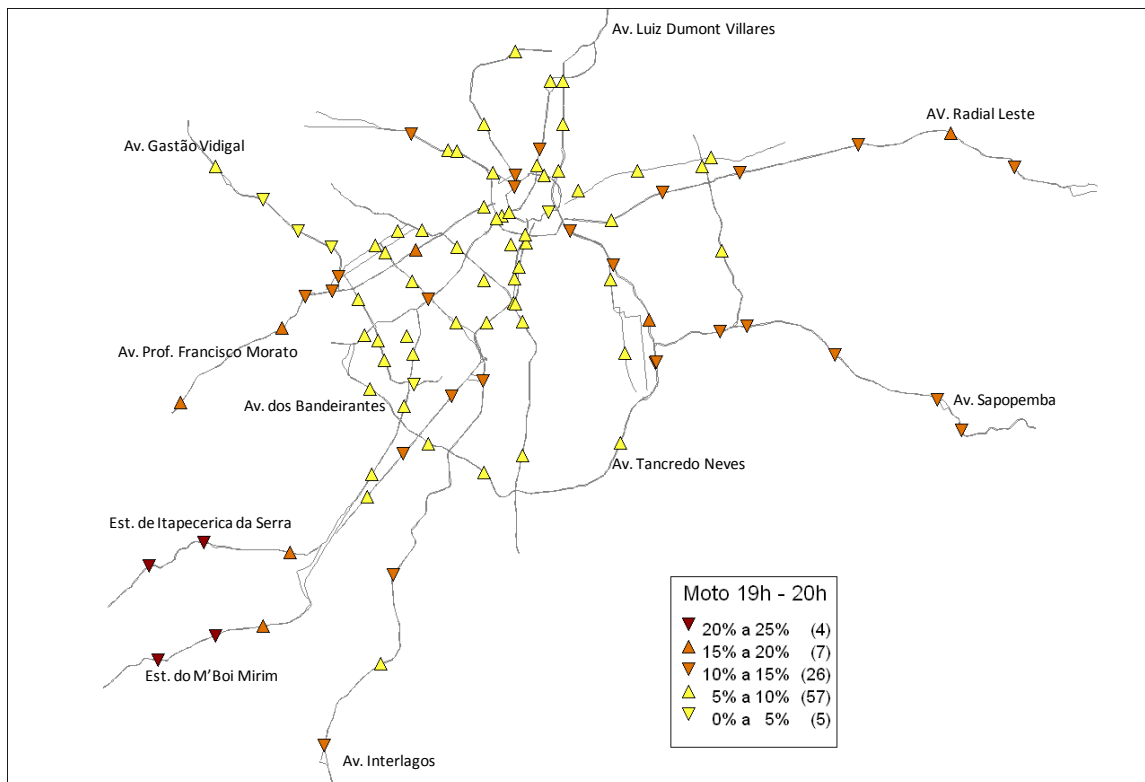 Av. Luiz Dumont Villares
AV. Radial Leste
Av. Gastão Vidigal
Av. Prof. Francisco Morato
Av. dos Bandeirantes
Av. Sapopemba
Av. Tancredo Neves
Est. de Itapecerica da Serra
Est. do M'Boi Mirim
Av. Interlagos
Moto 19h - 20h
20% a 25% (4)
15% a 20% (7)
10% a 15% (26)
5% a 10% (57)
0% a 5% (5)